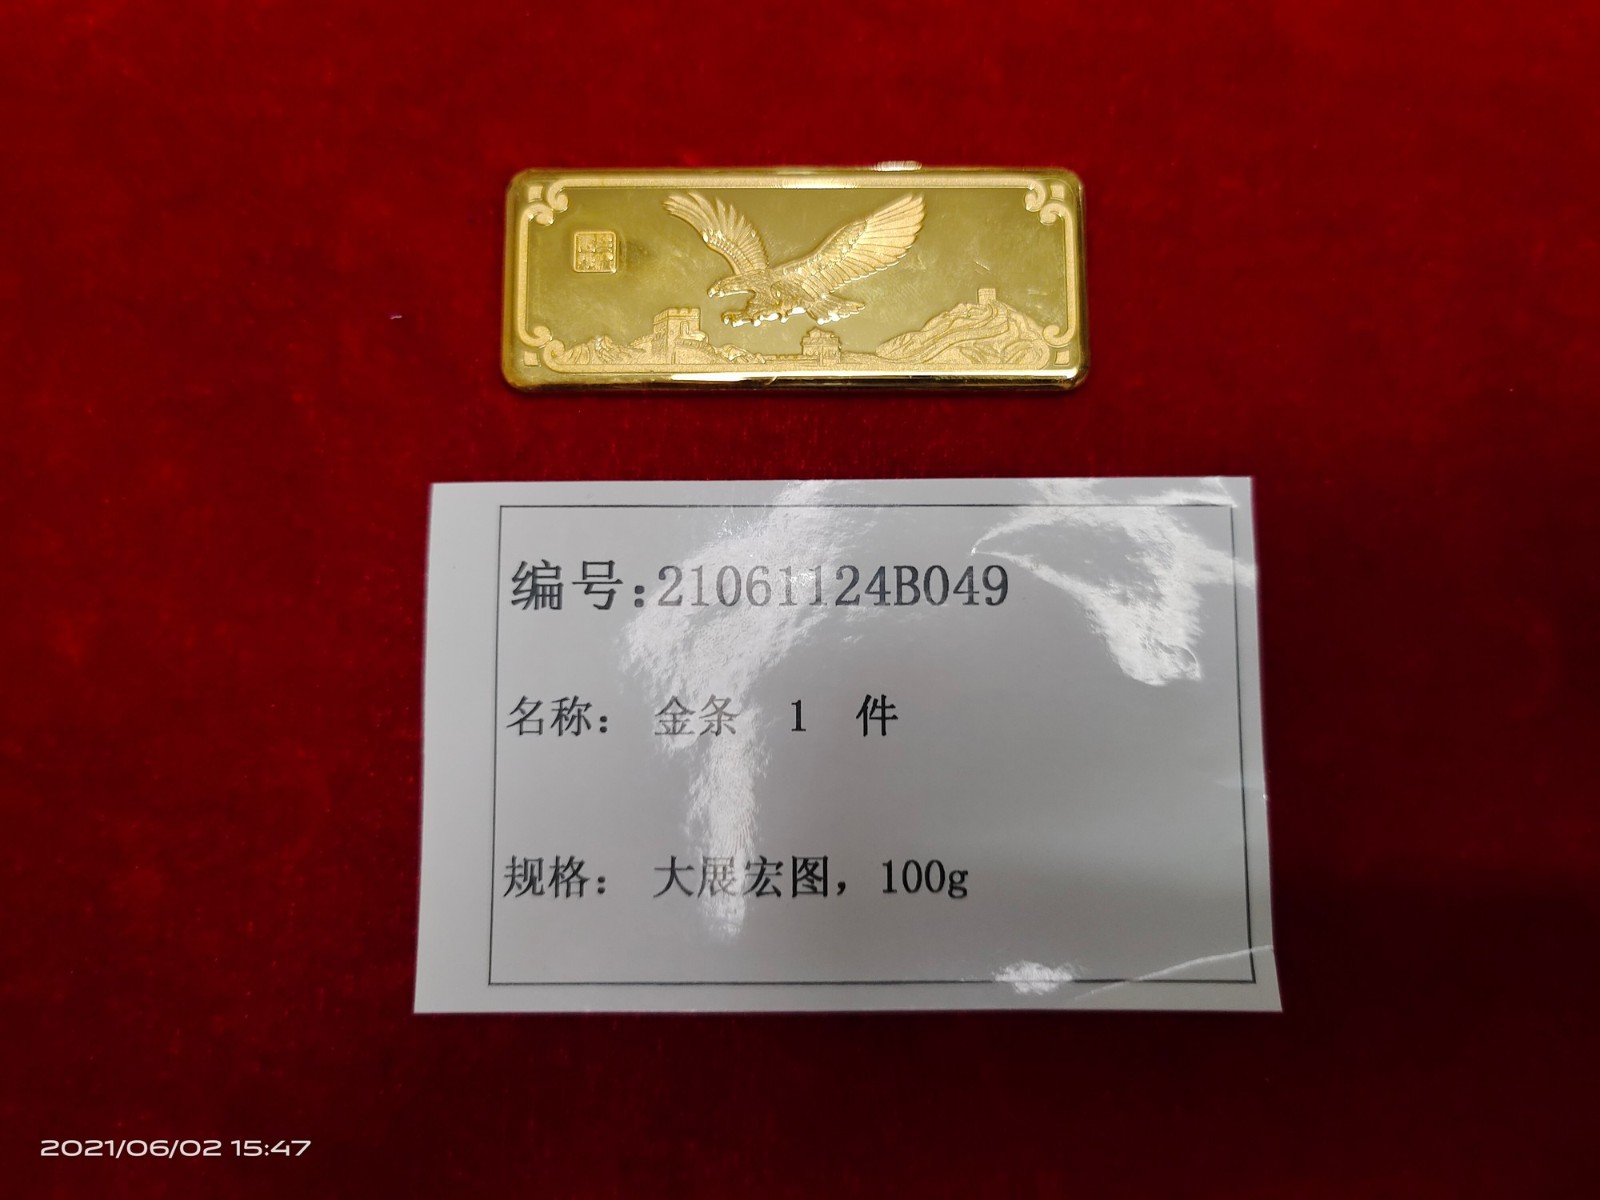 编号:21061124B049
名称： 金条 1 件
规格： 大展宏图，100g
2021/06/02 15:47